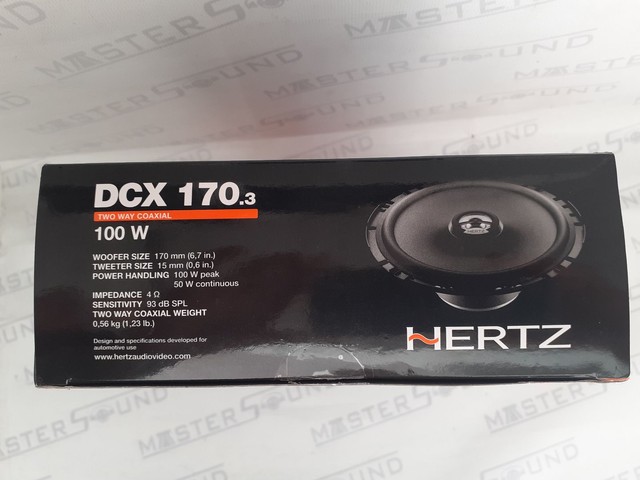 DCX 170.3
TWO WAY COAXIAL
100 W
WOOFER SIZE 170 mm (6,7 in.)
TWEETER SIZE 15 mm (0,6 in.)
POWER HANDLING 100 W peak
50 W continuous
IMPEDANCE 4 Ω
SENSITIVITY 93 dB SPL
TWO WAY COAXIAL WEIGHT
0,56 kg (1,23 lb.)
Design and specifications developed for
automotive use
www.hertzaudiovideo.com
HERTZ
MASTER SOUND